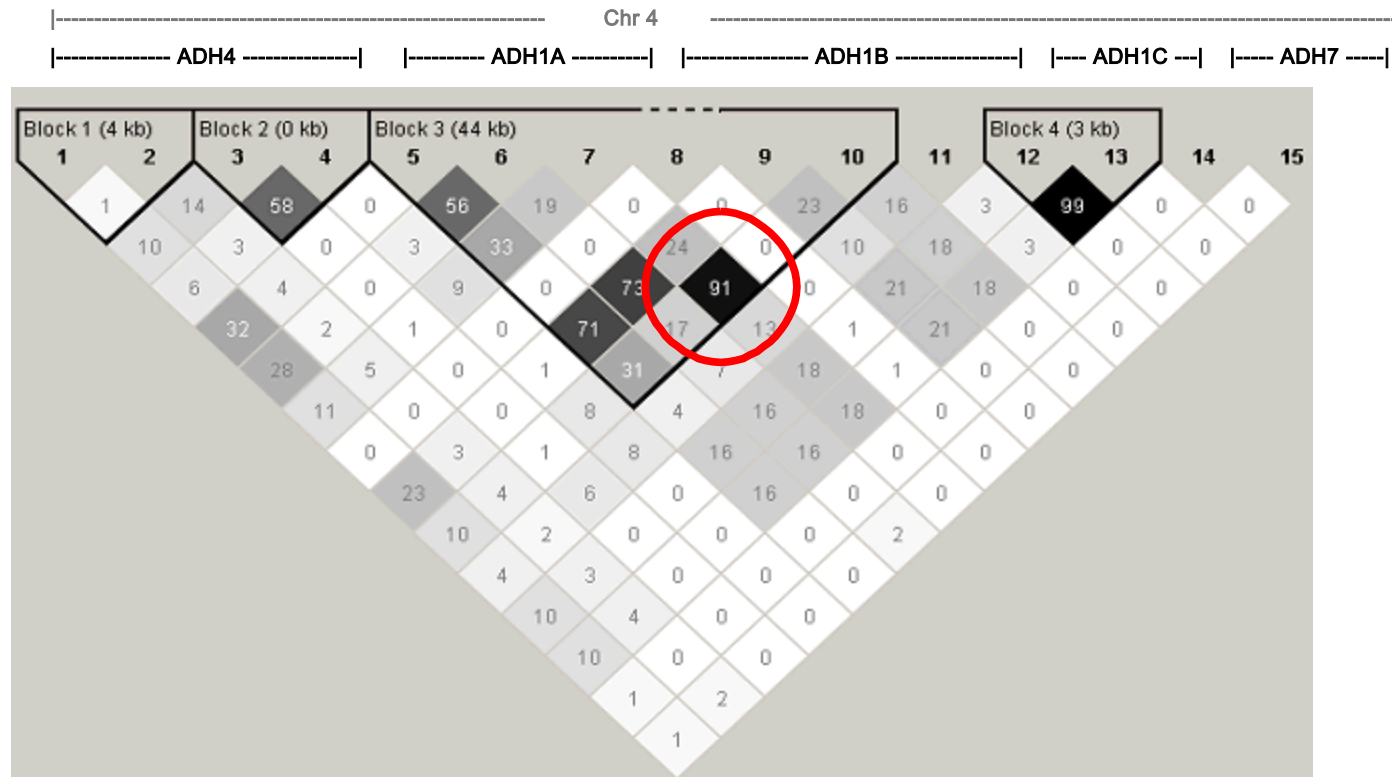 |---------------------------------------------------------------------- Chr 4 ----------------------------------------------------------------------------------------------------
|--------------- ADH4 ---------------| |---------- ADH1A ----------| |---------------- ADH1B ----------------| |---- ADH1C ---| |----- ADH7 -----|
Block 1 (4 kb) Block 2 (0 kb) Block 3 (44 kb) Block 4 (3 kb)
1 2 3 4 5 6 7 8 9 10 11 12 13 14 15
1 14 58 0 56 19 0 0 23 16 3 99 0 0
10 3 0 3 33 0 24 0 10 18 3 0 0
6 4 0 9 0 73 91 0 21 18 0 0
32 2 1 0 71 17 13 1 21 0 0
28 5 0 1 31 7 18 1 0 0
11 0 0 8 4 16 18 0 0
0 3 1 8 16 16 0 0
23 4 6 0 16 0 0
10 2 0 0 0 2
4 3 0 0 0
10 4 0 0
10 0 0
1 2
1